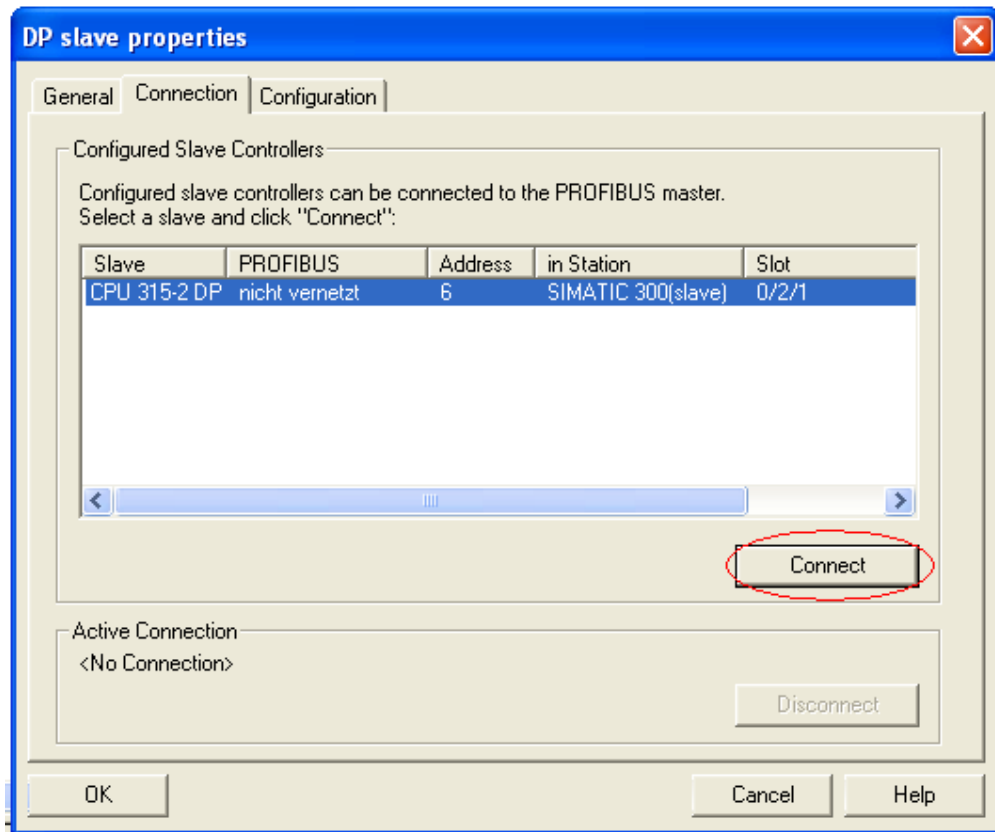 DP slave properties
General Connection Configuration
Configured Slave Controllers
Configured slave controllers can be connected to the PROFIBUS master.
Select a slave and click "Connect":
Slave PROFIBUS Address in Station Slot
CPU 315-2 DP nicht vernetzt 6 SIMATIC 300(slave) 0/2/1
Connect
Active Connection
<No Connection>
Disconnect
OK Cancel Help